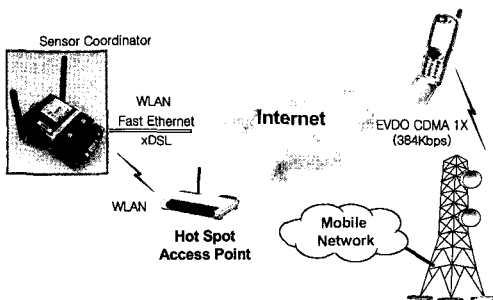 Sensor Coordinator
WLAN
Fast Ethernet
xDSL
Internet
EVDO CDMA 1X
(384Kbps)
WLAN
Hot Spot
Access Point
Mobile
Network